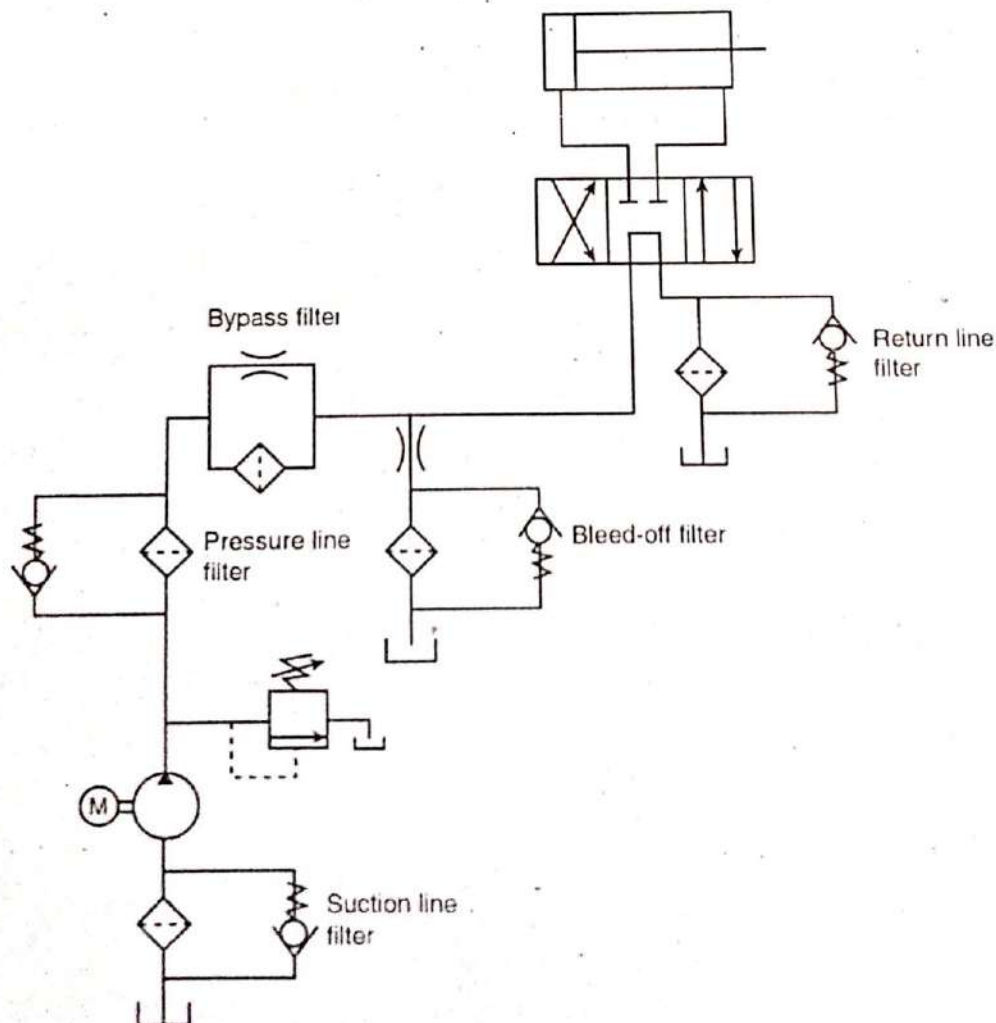 Bypass filter
Return line
filter
Pressure line
filter
Bleed-off filter
M
Suction line
filter